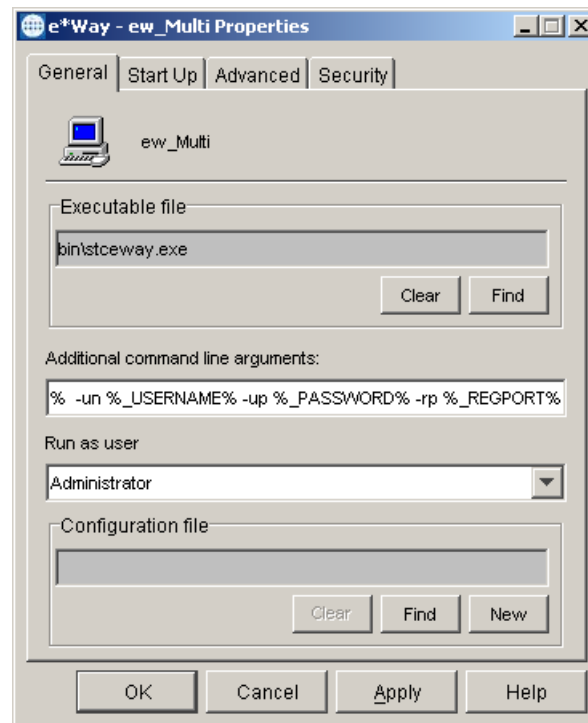 e*Way - ew_Multi Properties
General Start Up Advanced Security
ew_Multi
Executable file
bin\stceway.exe
Clear Find
Additional command line arguments:
% -un %_USERNAME% -up %_PASSWORD% -rp %_REGPORT%
Run as user
Administrator
Configuration file
Clear Find New
OK Cancel Apply Help